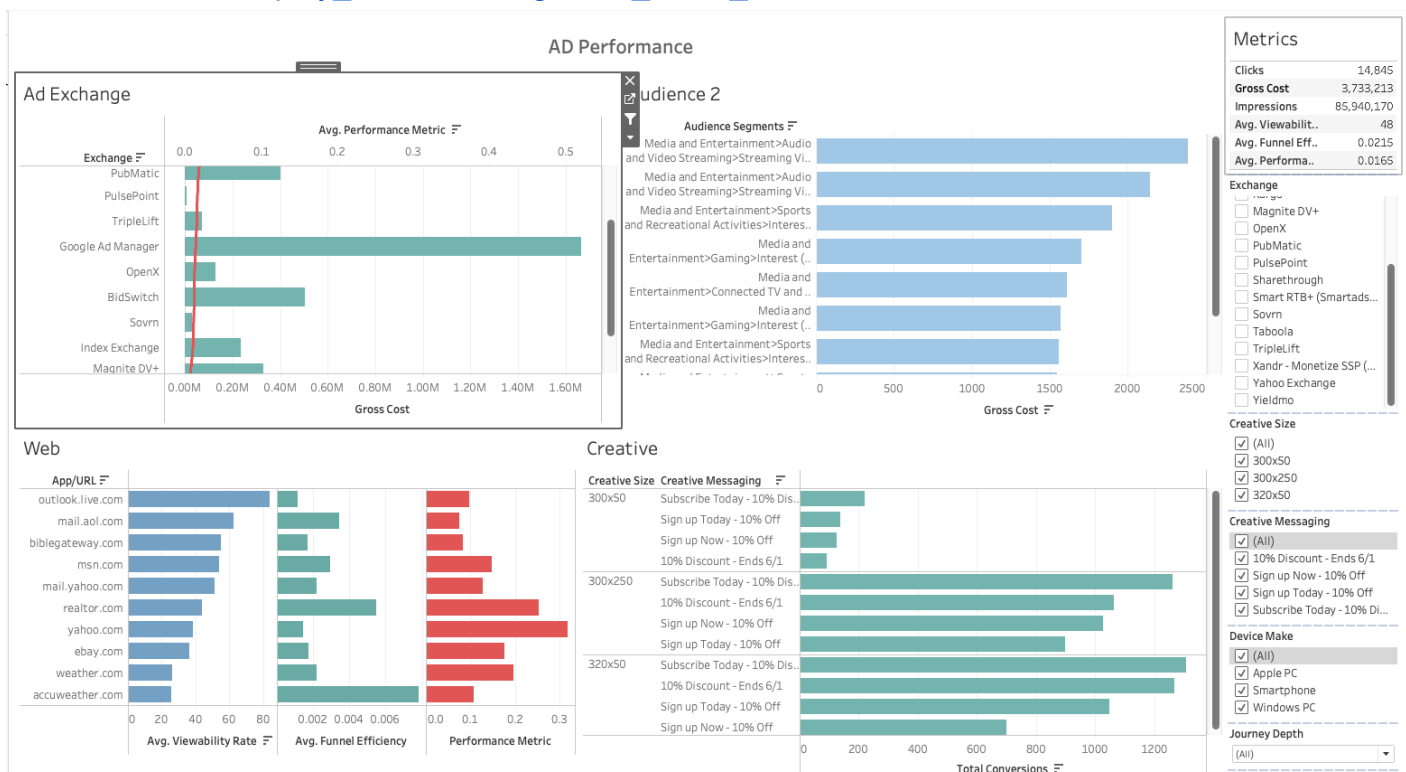 AD Performance
Ad Exchange
Avg. Performance Metric
Exchange
0.0 0.1 0.2 0.3 0.4 0.5
PubMatic
PulsePoint
TripleLift
Google Ad Manager
OpenX
BidSwitch
Sovrn
Index Exchange
Magnite DV+
0.00M 0.20M 0.40M 0.60M 0.80M 1.00M 1.20M 1.40M 1.60M
Gross Cost
udience 2
Audience Segments
Media and Entertainment>Audio
and Video Streaming>Streaming Vi..
Media and Entertainment>Audio
and Video Streaming>Streaming Vi..
Media and Entertainment>Sports
and Recreational Activities>Interes..
Media and
Entertainment>Gaming>Interest (..
Media and
Entertainment>Connected TV and ..
Media and
Entertainment>Gaming>Interest (..
Media and Entertainment>Sports
and Recreational Activities>Interes..
0 500 1000 1500 2000 2500
Gross Cost
Metrics
Clicks 14,845
Gross Cost 3,733,213
Impressions 85,940,170
Avg. Viewabilit.. 48
Avg. Funnel Eff.. 0.0215
Avg. Performa.. 0.0165
Exchange
Magnite DV+
OpenX
PubMatic
PulsePoint
Sharethrough
Smart RTB+ (Smartads...
Sovrn
Taboola
TripleLift
Xandr - Monetize SSP (...
Yahoo Exchange
Yieldmo
Creative Size
(All)
300x50
300x250
320x50
Creative Messaging
(All)
10% Discount - Ends 6/1
Sign up Now - 10% Off
Sign up Today - 10% Off
Subscribe Today - 10% Di...
Device Make
(All)
Apple PC
Smartphone
Windows PC
Journey Depth
(All)
Web
App/URL
outlook.live.com
mail.aol.com
biblegateway.com
msn.com
mail.yahoo.com
realtor.com
yahoo.com
ebay.com
weather.com
accuweather.com
0 20 40 60 80
Avg. Viewability Rate
0.002 0.004 0.006
Avg. Funnel Efficiency
0.0 0.1 0.2 0.3
Performance Metric
Creative
Creative Size Creative Messaging
300x50 Subscribe Today - 10% Dis..
Sign up Today - 10% Off
Sign up Now - 10% Off
10% Discount - Ends 6/1
300x250 Subscribe Today - 10% Dis..
10% Discount - Ends 6/1
Sign up Now - 10% Off
Sign up Today - 10% Off
320x50 Subscribe Today - 10% Dis..
10% Discount - Ends 6/1
Sign up Today - 10% Off
Sign up Now - 10% Off
0 200 400 600 800 1000 1200
Total Conversions